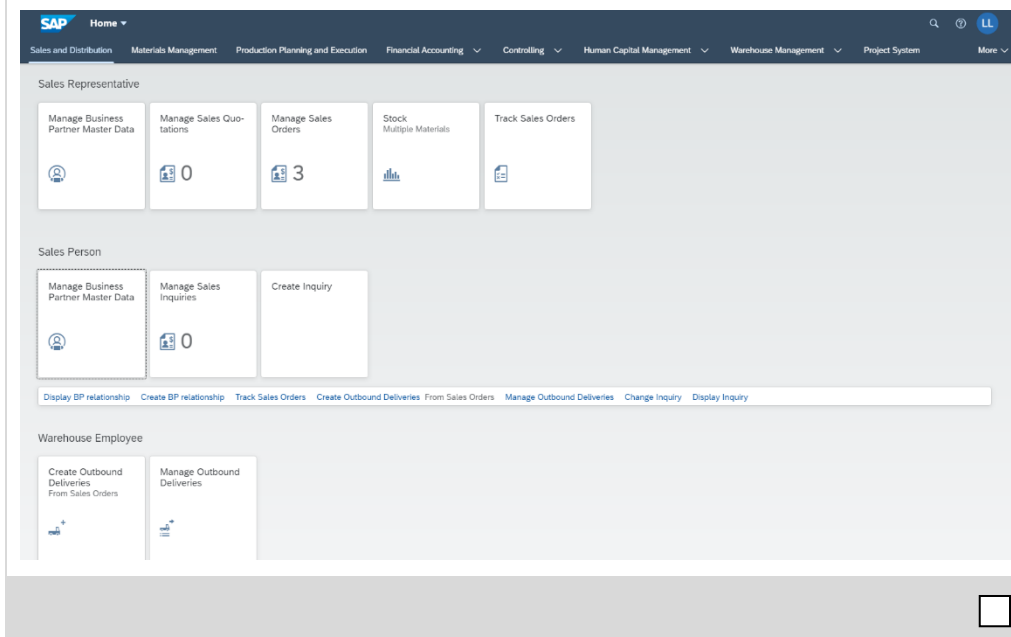 SAP Home
LL
Sales and Distribution Materials Management Production Planning and Execution Financial Accounting Controlling Human Capital Management Warehouse Management Project System More
Sales Representative
Manage Business
Partner Master Data
Manage Sales Quo-
tations
0
Manage Sales
Orders
3
Stock
Multiple Materials
Track Sales Orders
Sales Person
Manage Business
Partner Master Data
Manage Sales
Inquiries
0
Create Inquiry
Display BP relationship Create BP relationship Track Sales Orders Create Outbound Deliveries From Sales Orders Manage Outbound Deliveries Change Inquiry Display Inquiry
Warehouse Employee
Create Outbound
Deliveries
From Sales Orders
Manage Outbound
Deliveries